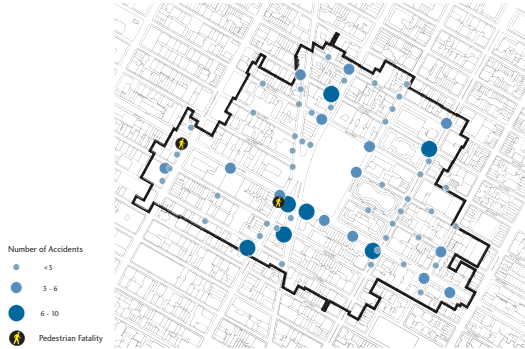 Number of Accidents
<3
3 - 6
6 - 10
Pedestrian Fatality